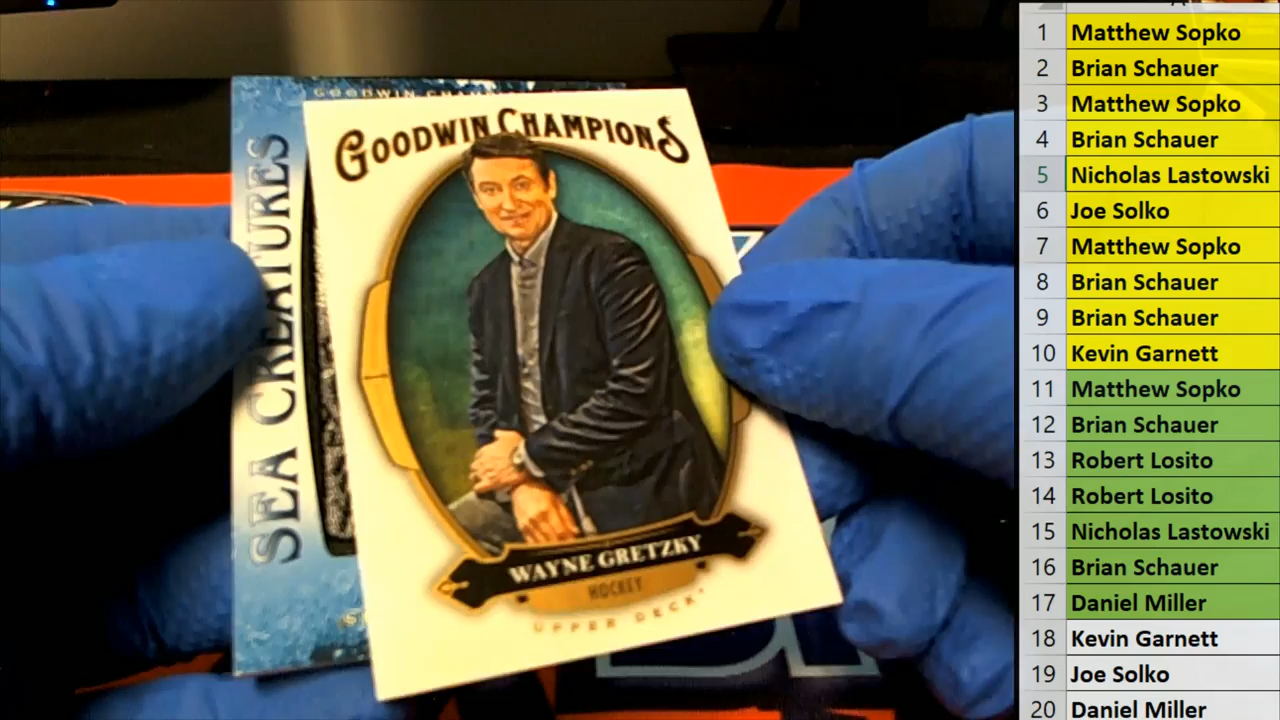 GOODWIN CHAMPIONS
WAYNE GRETZKY
HOCKEY
UPPER DECK
SEA CREATURES
1 Matthew Sopko
2 Brian Schauer
3 Matthew Sopko
4 Brian Schauer
5 Nicholas Lastowski
6 Joe Solko
7 Matthew Sopko
8 Brian Schauer
9 Brian Schauer
10 Kevin Garnett
11 Matthew Sopko
12 Brian Schauer
13 Robert Losito
14 Robert Losito
15 Nicholas Lastowski
16 Brian Schauer
17 Daniel Miller
18 Kevin Garnett
19 Joe Solko
20 Daniel Miller